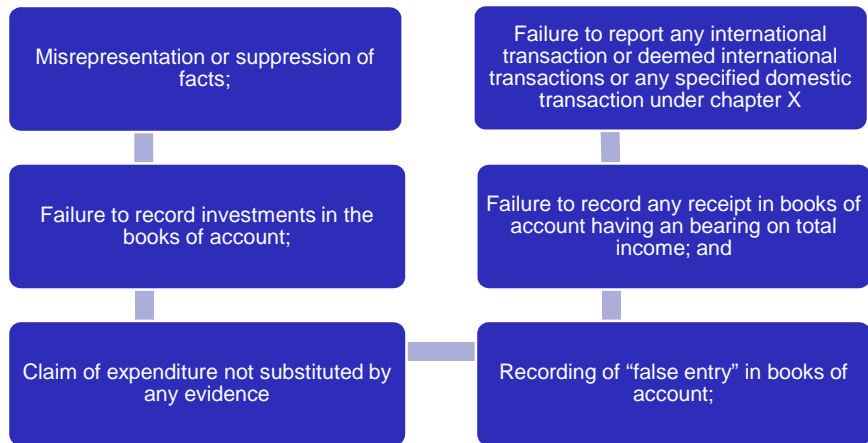 Misrepresentation or suppression of
facts;
Failure to record investments in the
books of account;
Claim of expenditure not substituted by
any evidence
Recording of “false entry” in books of
account;
Failure to record any receipt in books of
account having an bearing on total
income; and
Failure to report any international
transaction or deemed international
transactions or any specified domestic
transaction under chapter X